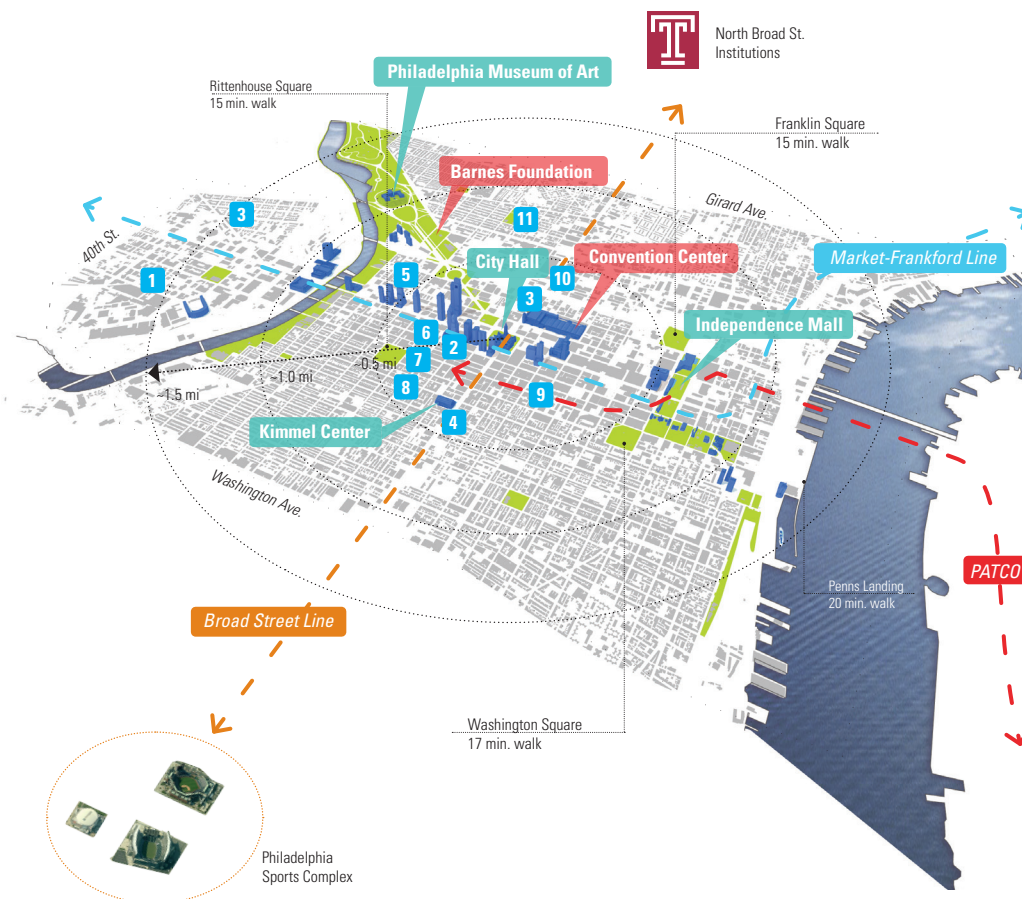 North Broad St.
Institutions
Philadelphia Museum of Art
Rittenhouse Square
15 min. walk
Franklin Square
15 min. walk
Barnes Foundation
Girard Ave.
3
11
40th St.
City Hall
Convention Center
Market-Frankford Line
1
5
10
3
Independence Mall
6
2
~0.5 mi
7
~1.0 mi
8
9
~1.5 mi
4
Kimmel Center
Washington Ave.
PATCO
Penns Landing
20 min. walk
Broad Street Line
Washington Square
17 min. walk
Philadelphia
Sports Complex